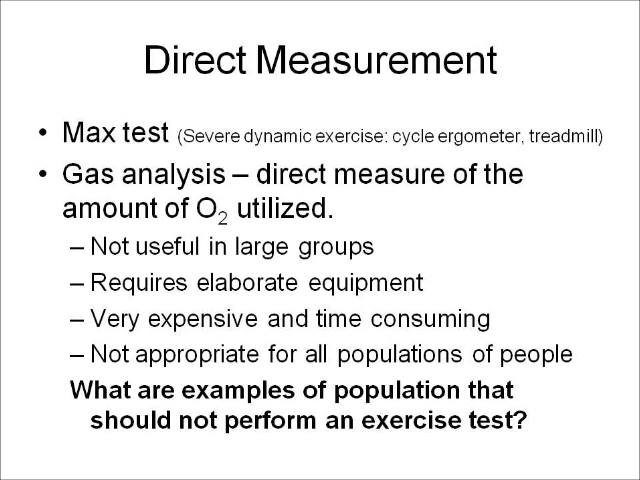 Direct Measurement
• Max test (Severe dynamic exercise: cycle ergometer, treadmill)
• Gas analysis – direct measure of the
amount of O2 utilized.
– Not useful in large groups
– Requires elaborate equipment
– Very expensive and time consuming
– Not appropriate for all populations of people
What are examples of population that
should not perform an exercise test?